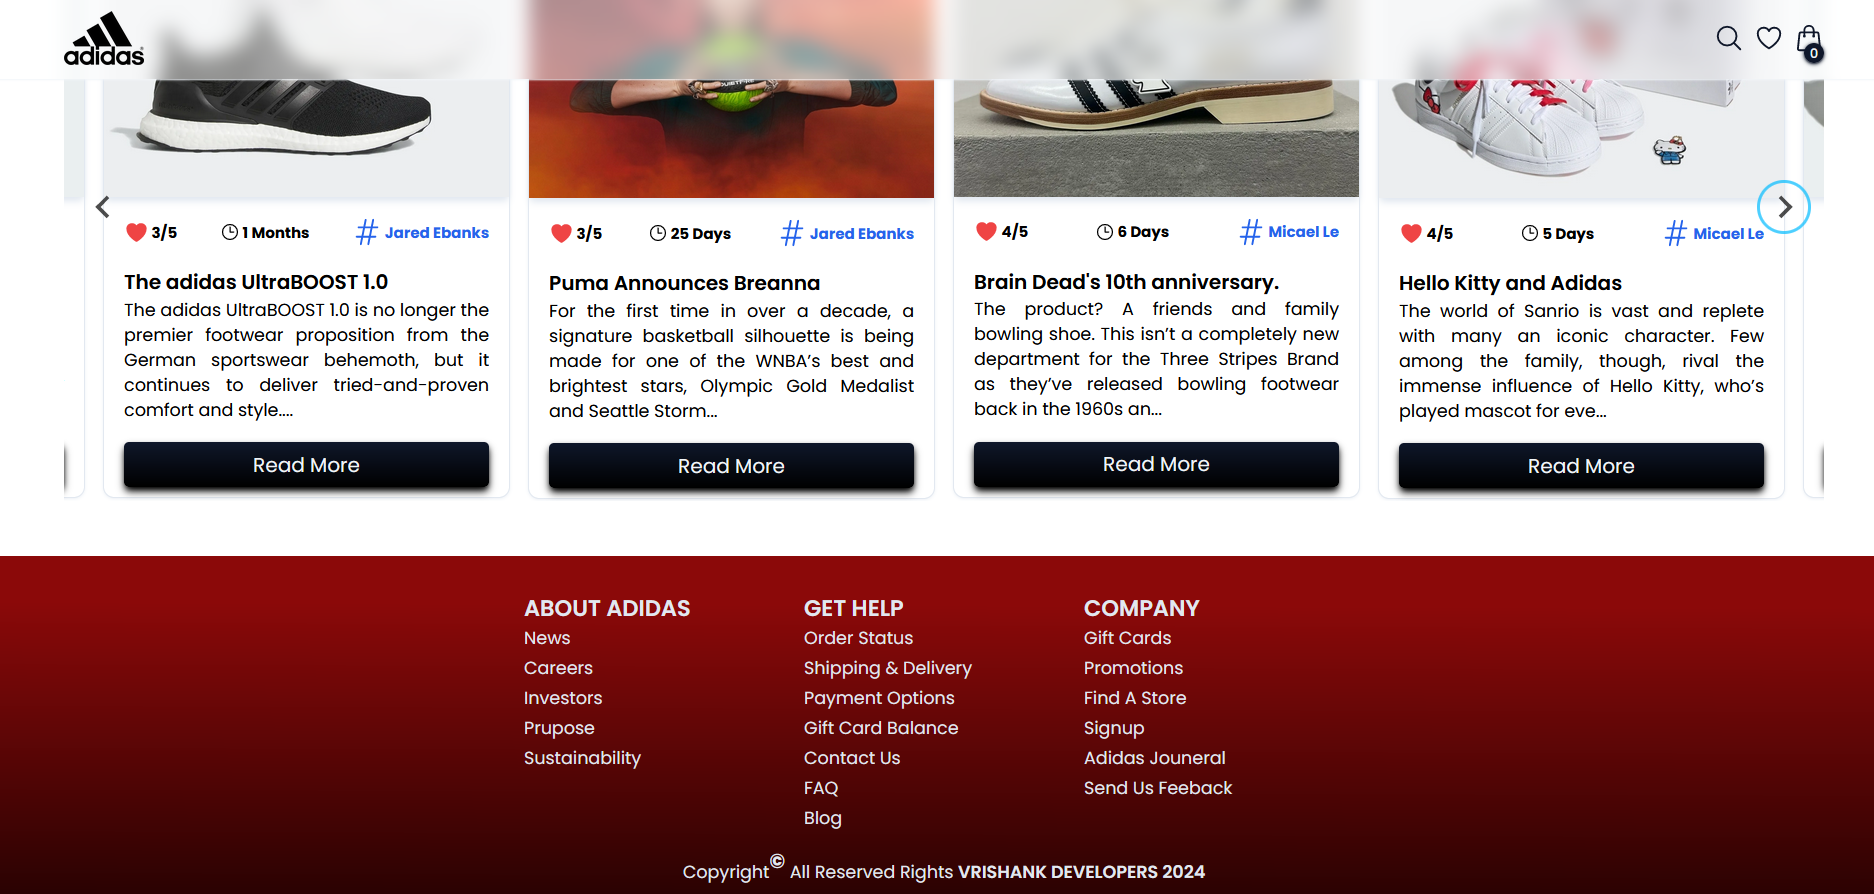 adidas
0
3/5 1 Months # Jared Ebanks
The adidas UltraBOOST 1.0
The adidas UltraBOOST 1.0 is no longer the
premier footwear proposition from the
German sportswear behemoth, but it
continues to deliver tried-and-proven
comfort and style....
Read More
3/5 25 Days # Jared Ebanks
Puma Announces Breanna
For the first time in over a decade, a
signature basketball silhouette is being
made for one of the WNBA’s best and
brightest stars, Olympic Gold Medalist
and Seattle Storm...
Read More
4/5 6 Days # Micael Le
Brain Dead's 10th anniversary.
The product? A friends and family
bowling shoe. This isn’t a completely new
department for the Three Stripes Brand
as they’ve released bowling footwear
back in the 1960s an...
Read More
4/5 5 Days # Micael Le
Hello Kitty and Adidas
The world of Sanrio is vast and replete
with many an iconic character. Few
among the family, though, rival the
immense influence of Hello Kitty, who’s
played mascot for eve...
Read More
ABOUT ADIDAS
News
Careers
Investors
Prupose
Sustainability
GET HELP
Order Status
Shipping & Delivery
Payment Options
Gift Card Balance
Contact Us
FAQ
Blog
COMPANY
Gift Cards
Promotions
Find A Store
Signup
Adidas Jouneral
Send Us Feeback
Copyright© All Reserved Rights VRISHANK DEVELOPERS 2024